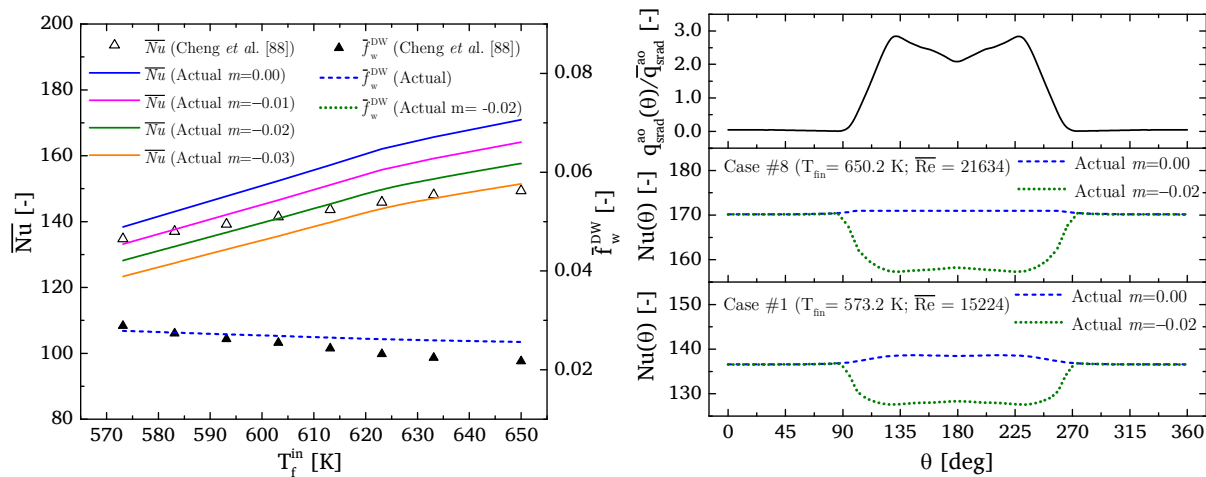 200
180
160
140
120
100
80
N̅u̅ [-]
N̅u̅ (Cheng et al. [88])
N̅u̅ (Actual m=0.00)
N̅u̅ (Actual m=−0.01)
N̅u̅ (Actual m=−0.02)
N̅u̅ (Actual m=−0.03)
f̄_w^DW (Cheng et al. [88])
f̄_w^DW (Actual)
f̄_w^DW (Actual m= -0.02)
0.08
0.06
0.04
0.02
f̄_w^DW [-]
570 580 590 600 610 620 630 640 650
T_f^in [K]
q_srad^ao(θ)/q̄_srad^ao [-]
3.0
2.0
1.0
0.0
Nu(θ) [-]
180
170
160
Case #8 (T_fin = 650.2 K; R̅e̅ = 21634)
Actual m=0.00
Actual m=−0.02
Nu(θ) [-]
150
140
130
Case #1 (T_fin = 573.2 K; R̅e̅ = 15224)
Actual m=0.00
Actual m=−0.02
0 45 90 135 180 225 270 315 360
θ [deg]